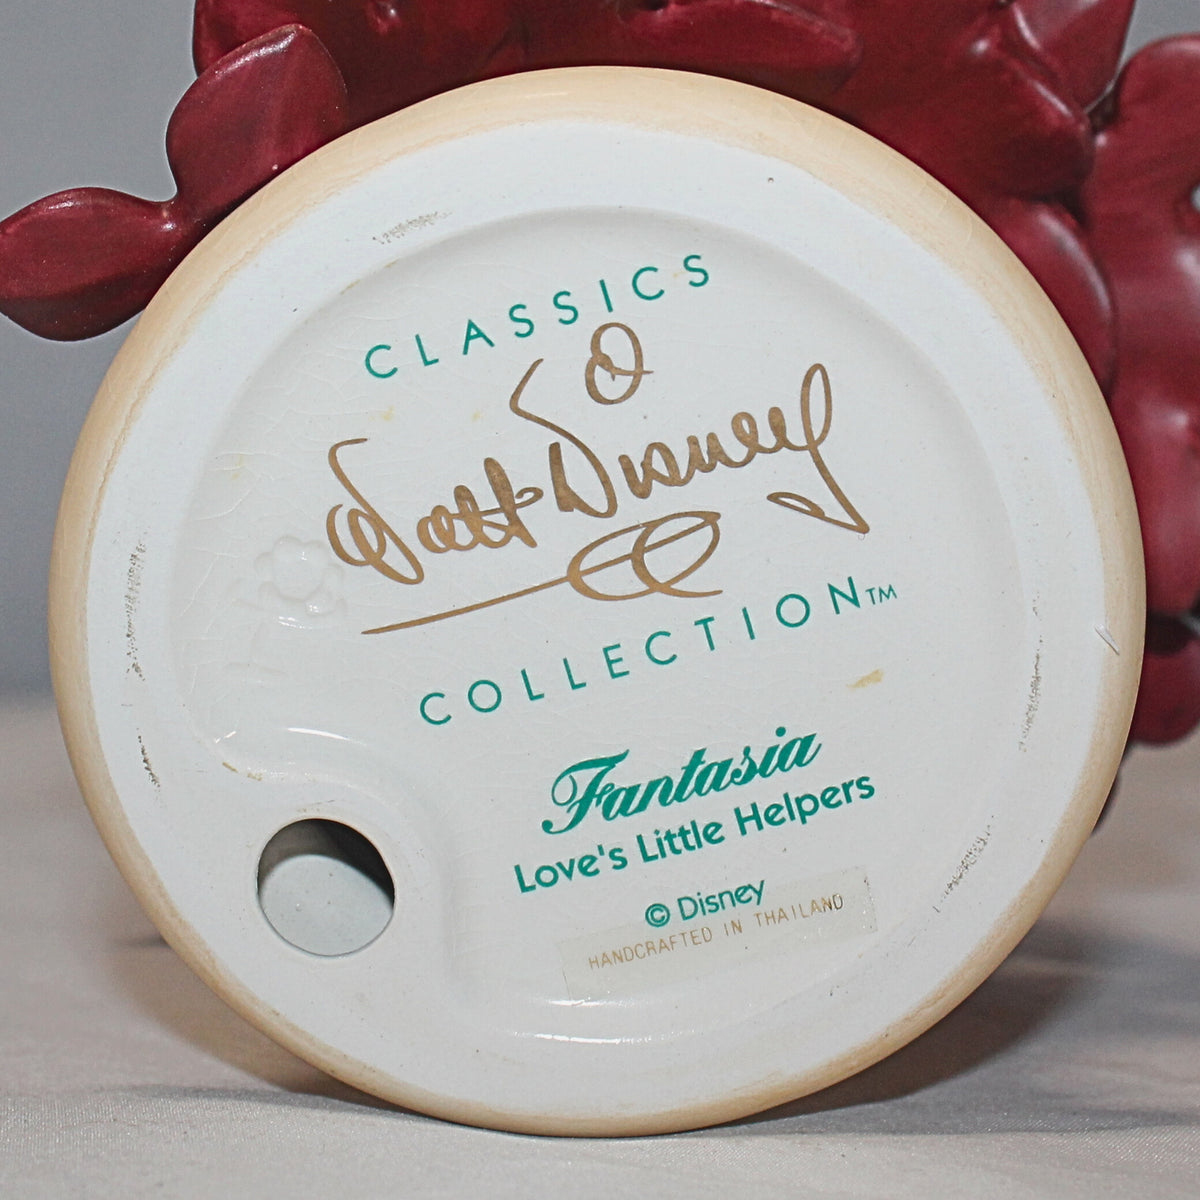 CLASSICS
Walt Disney
COLLECTION™
Fantasia
Love's Little Helpers
© Disney
HANDCRAFTED IN THAILAND